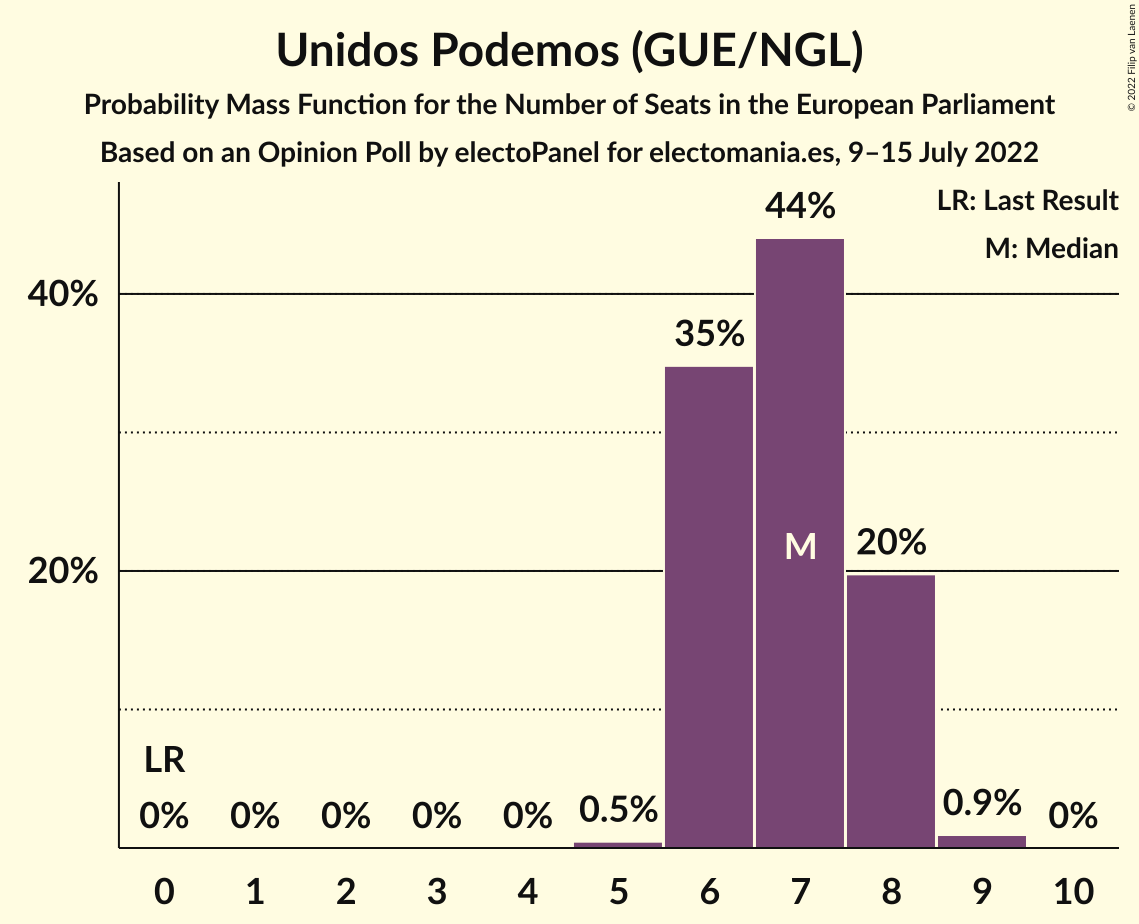 Unidos Podemos (GUE/NGL)
Probability Mass Function for the Number of Seats in the European Parliament
Based on an Opinion Poll by electoPanel for electomania.es, 9–15 July 2022
© 2022 Filip van Laenen
LR: Last Result
M: Median
44%
40%
35%
M
20%
20%
LR
0% 0% 0% 0% 0% 0.5% 0.9% 0%
0 1 2 3 4 5 6 7 8 9 10